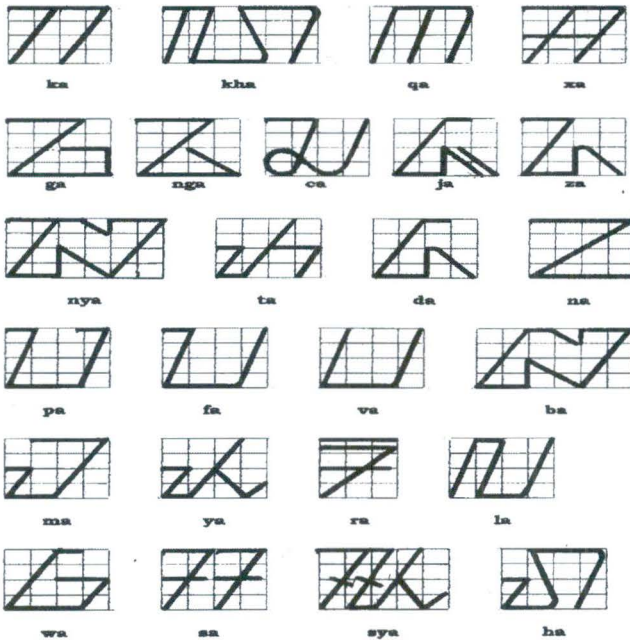 ka kha qa xa
ga nga ca ja za
nya ta da na
pa fa va ba
ma ya ra la
wa sa sya ha